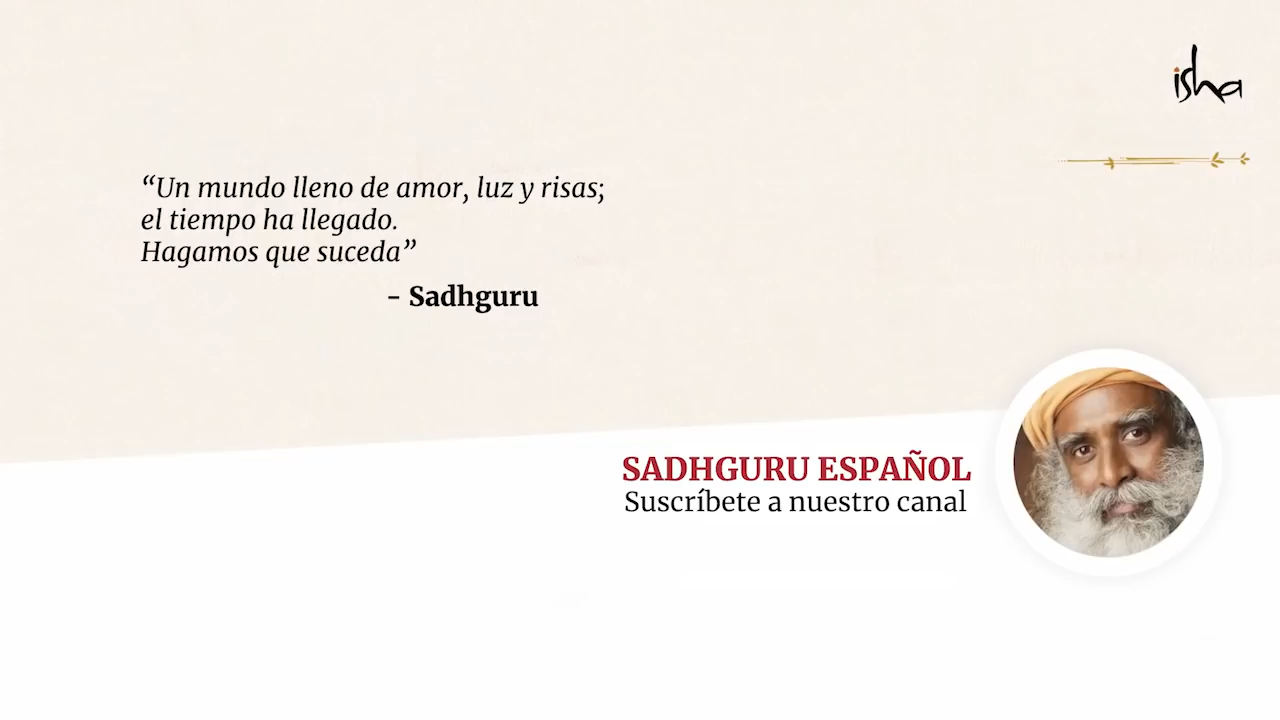 isha
“Un mundo lleno de amor, luz y risas;
el tiempo ha llegado.
Hagamos que suceda”
- Sadhguru
SADHGURU ESPAÑOL
Suscríbete a nuestro canal